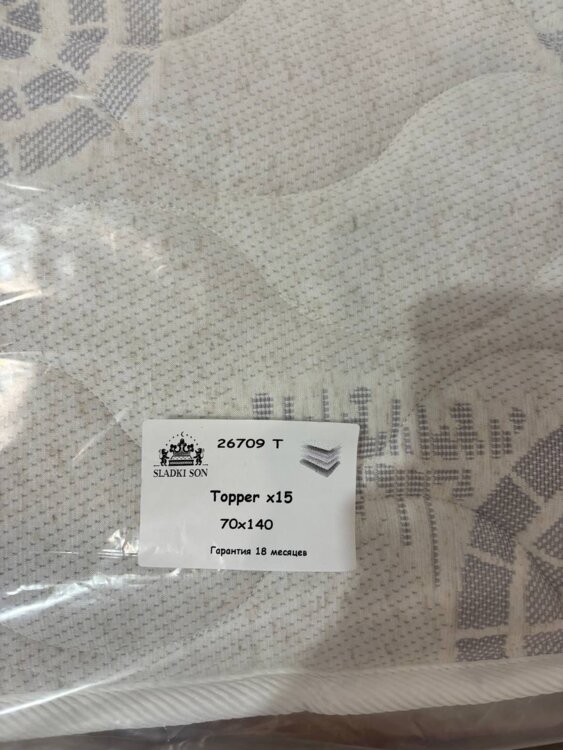 26709 T
SLADKI SON
Topper x15
70x140
Гарантия 18 месяцев